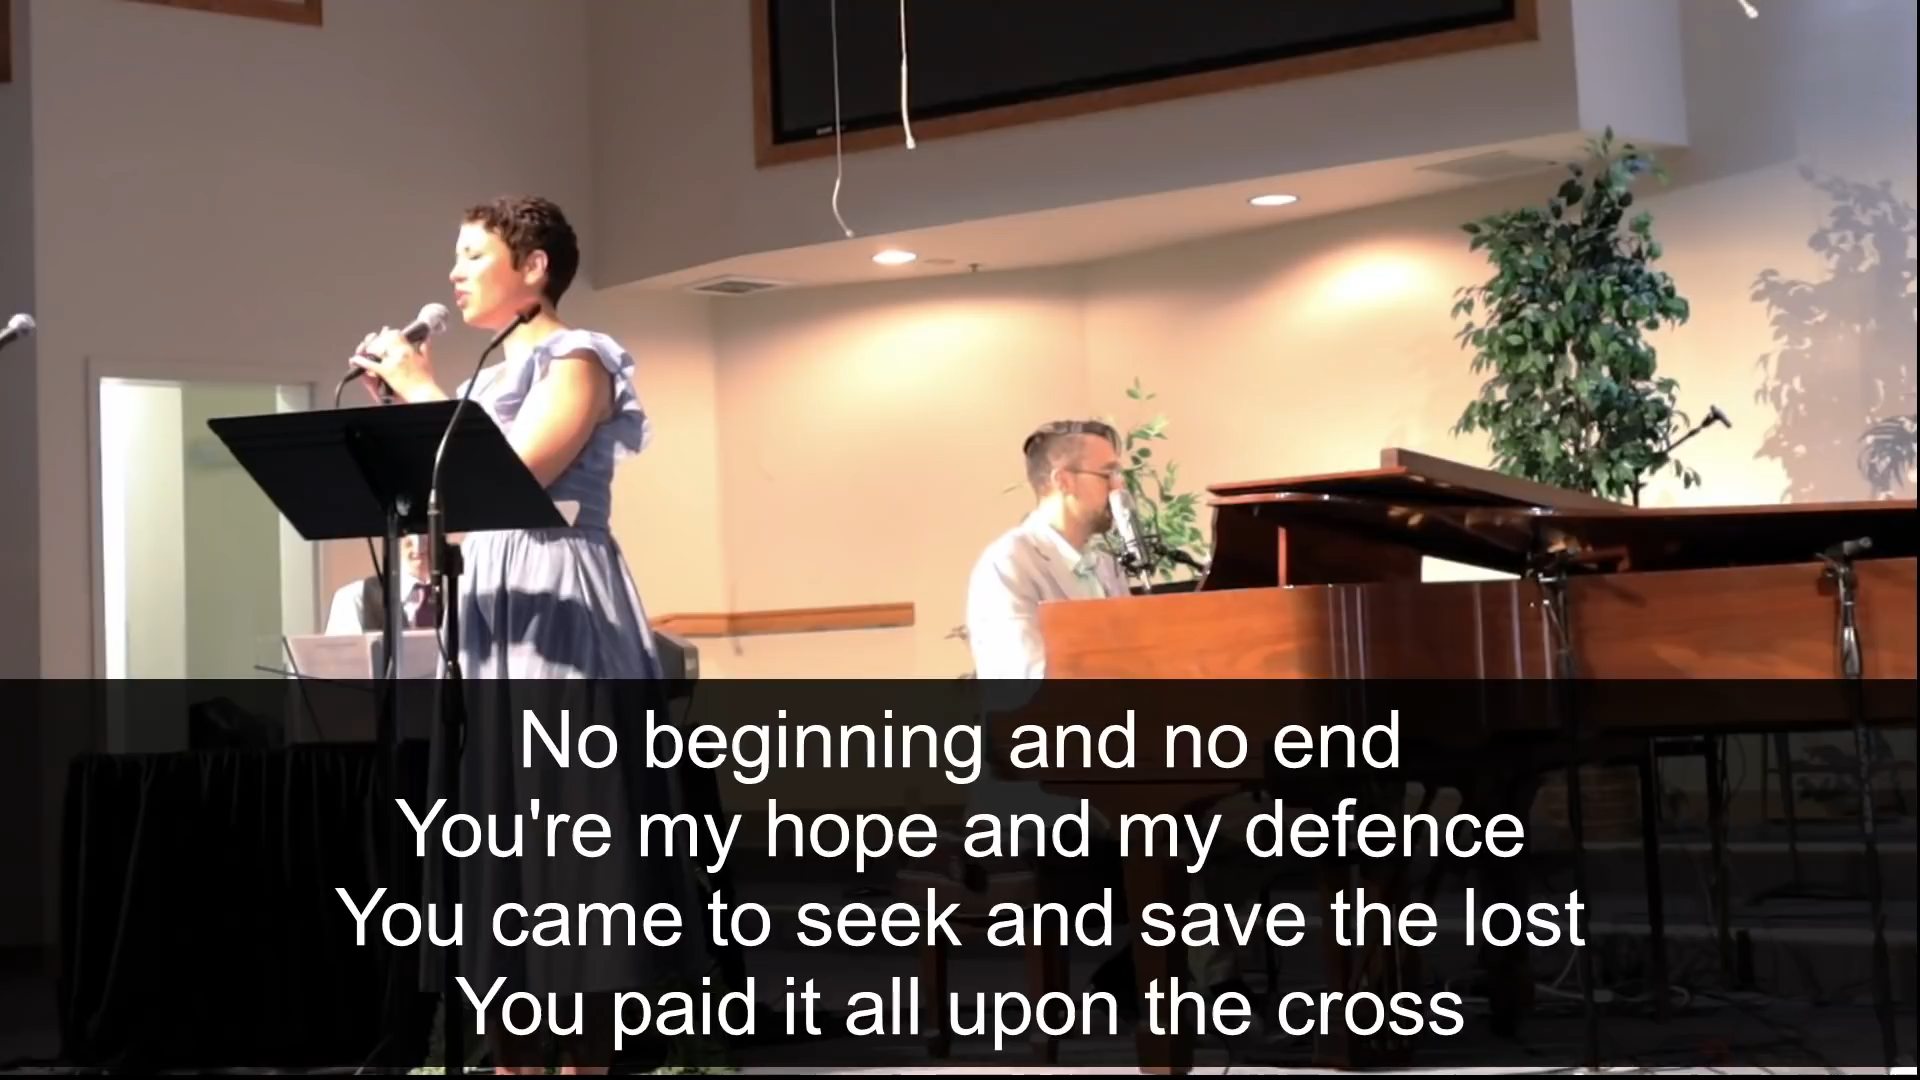 No beginning and no end
You're my hope and my defence
You came to seek and save the lost
You paid it all upon the cross